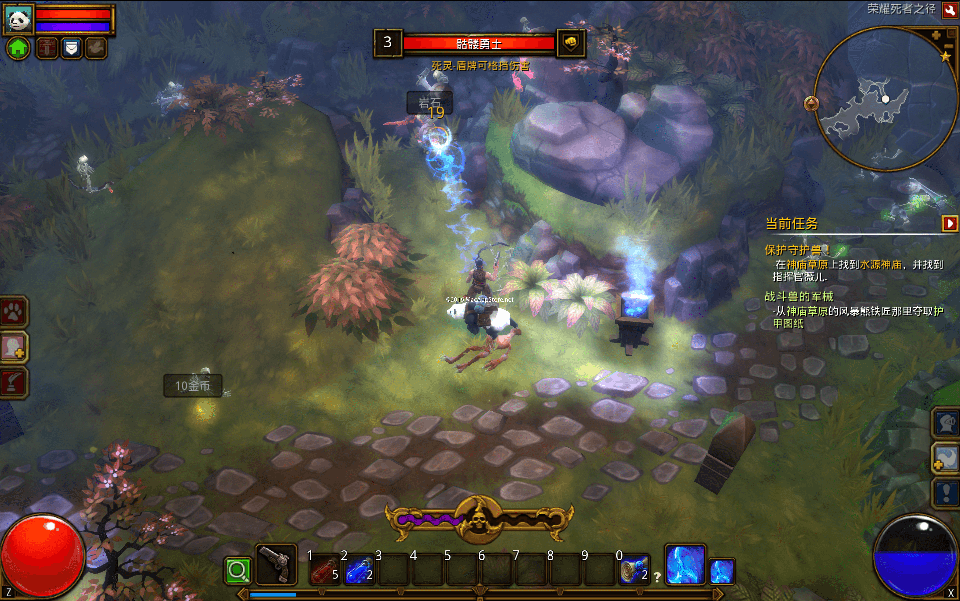 荣耀死者之径
3
骷髅勇士
死灵-盾牌可格挡伤害
岩石
19
当前任务
保护守护兽
在神庙草原上找到水源神庙，并找到
指挥官薇儿-
战斗兽的军械
-从神庙草原的风暴熊铁匠那里夺取护
甲图纸
10金币
1 2 3 4 5 6 7 8 9 0
5 2 2 ?
Z X